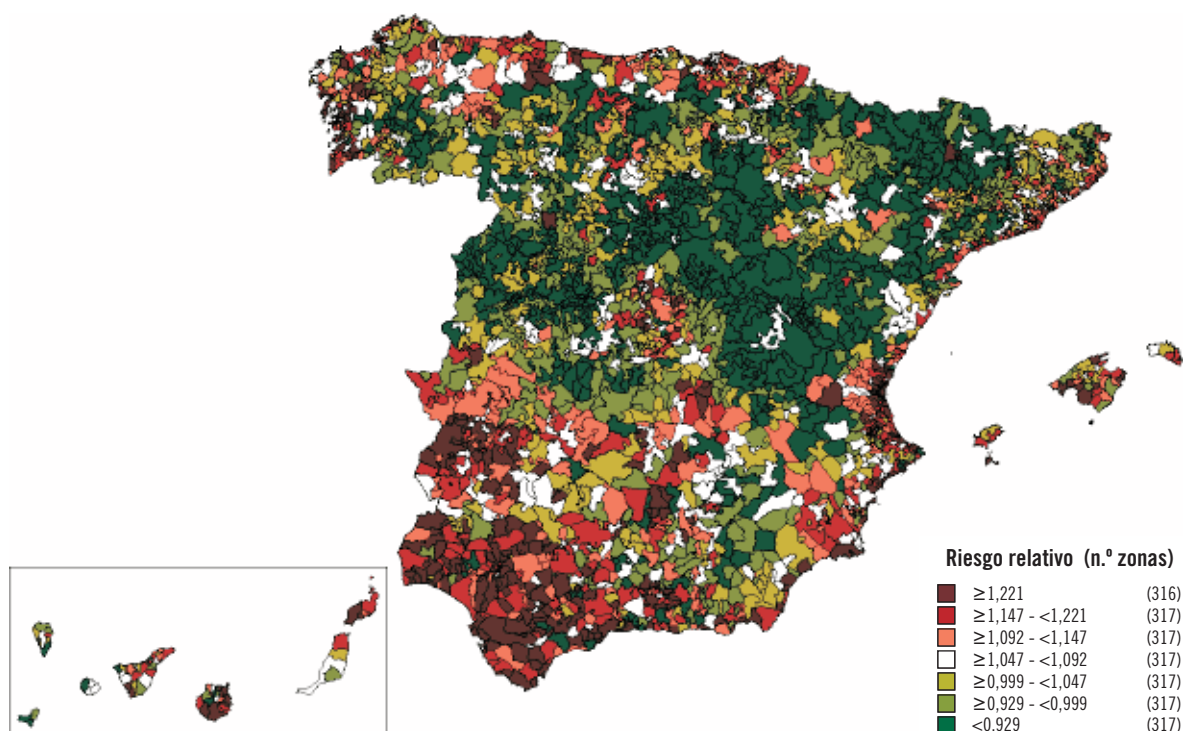 Riesgo relativo (n.º zonas)
≥1,221 (316)
≥1,147 - <1,221 (317)
≥1,092 - <1,147 (317)
≥1,047 - <1,092 (317)
≥0,999 - <1,047 (317)
≥0,929 - <0,999 (317)
<0,929 (317)